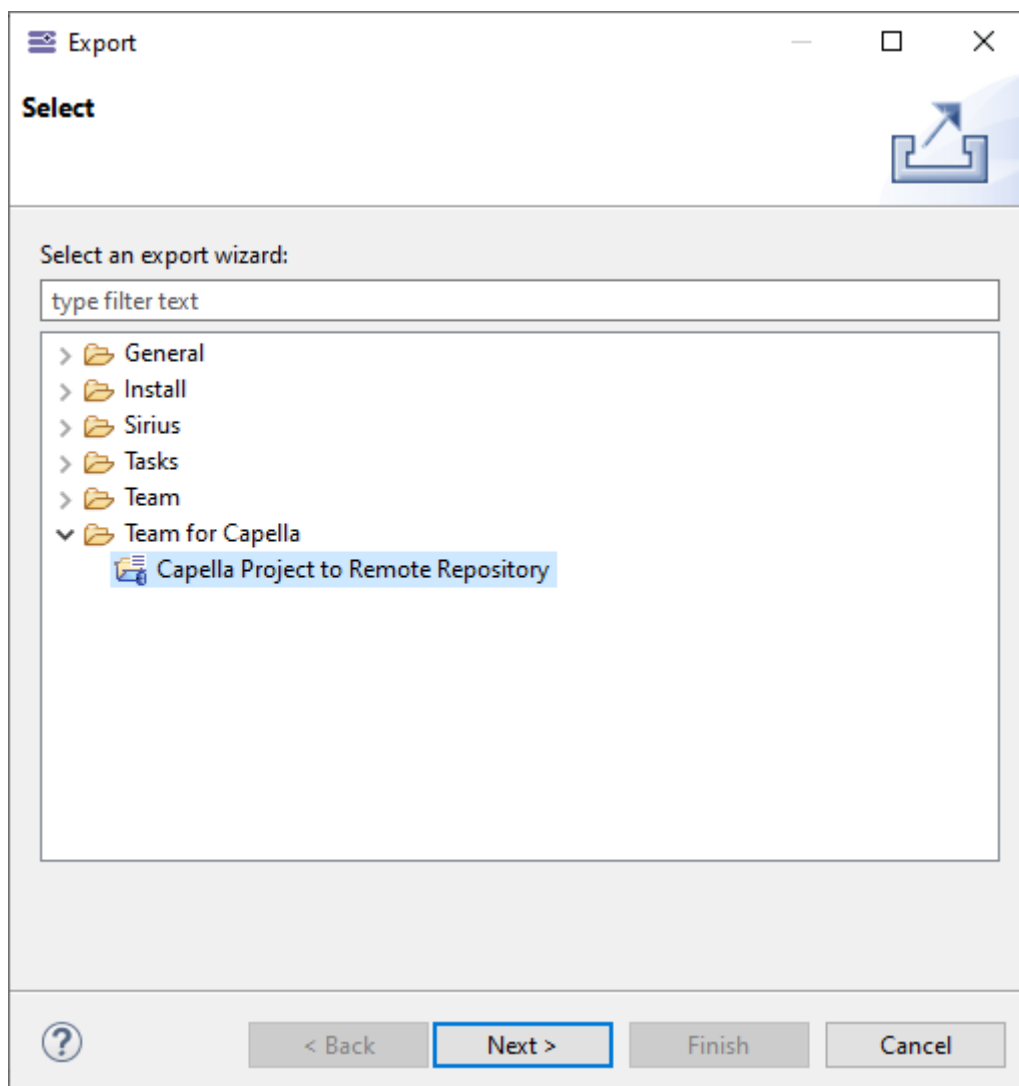 Export
Select
Select an export wizard:
type filter text
General
Install
Sirius
Tasks
Team
Team for Capella
Capella Project to Remote Repository
? < Back Next > Finish Cancel